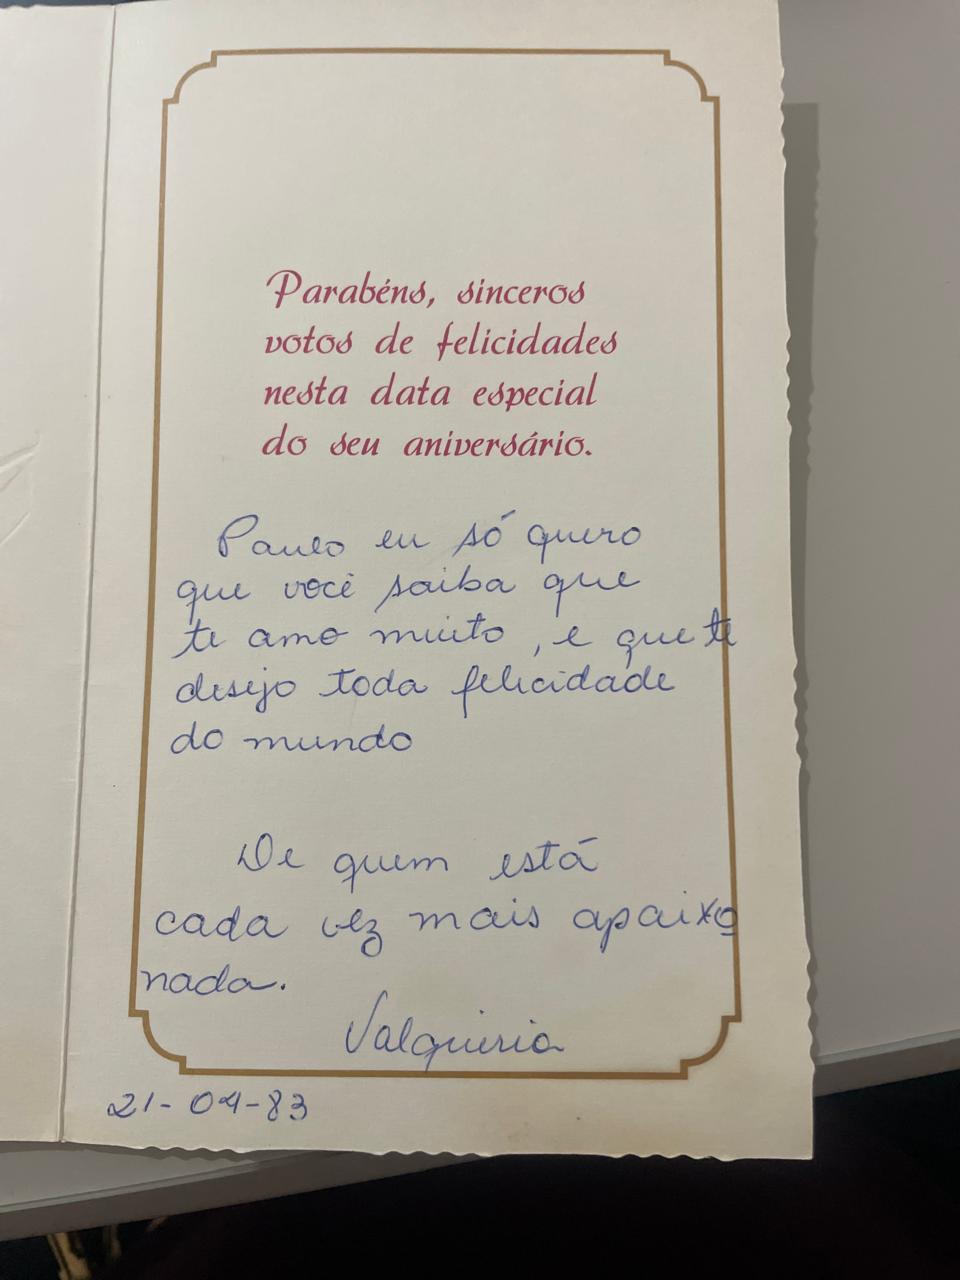 Parabéns, sinceros
votos de felicidades
nesta data especial
do seu aniversário.
Paulo eu só quero
que você saiba que
te amo muito, e que te
desejo toda felicidade
do mundo
De quem está
cada vez mais apaixo
nada.
Valquiria
21-04-83